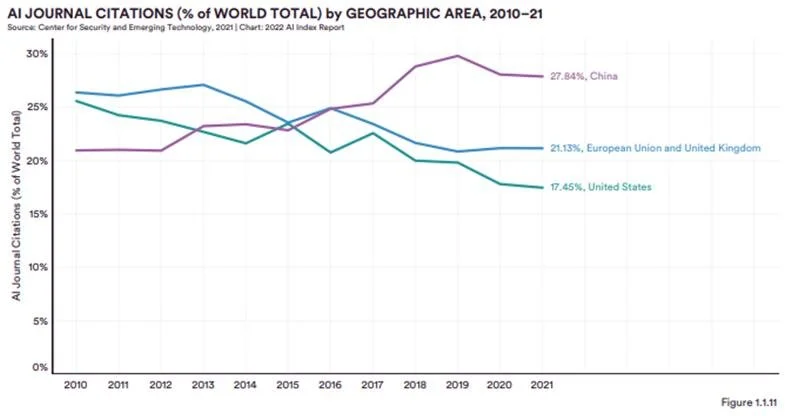 AI JOURNAL CITATIONS (% of WORLD TOTAL) by GEOGRAPHIC AREA, 2010–21
Source: Center for Security and Emerging Technology, 2021 | Chart: 2022 AI Index Report
AI Journal Citations (% of World Total)
30%
25%
20%
15%
10%
5%
0%
27.84%, China
21.13%, European Union and United Kingdom
17.45%, United States
2010 2011 2012 2013 2014 2015 2016 2017 2018 2019 2020 2021
Figure 1.1.11